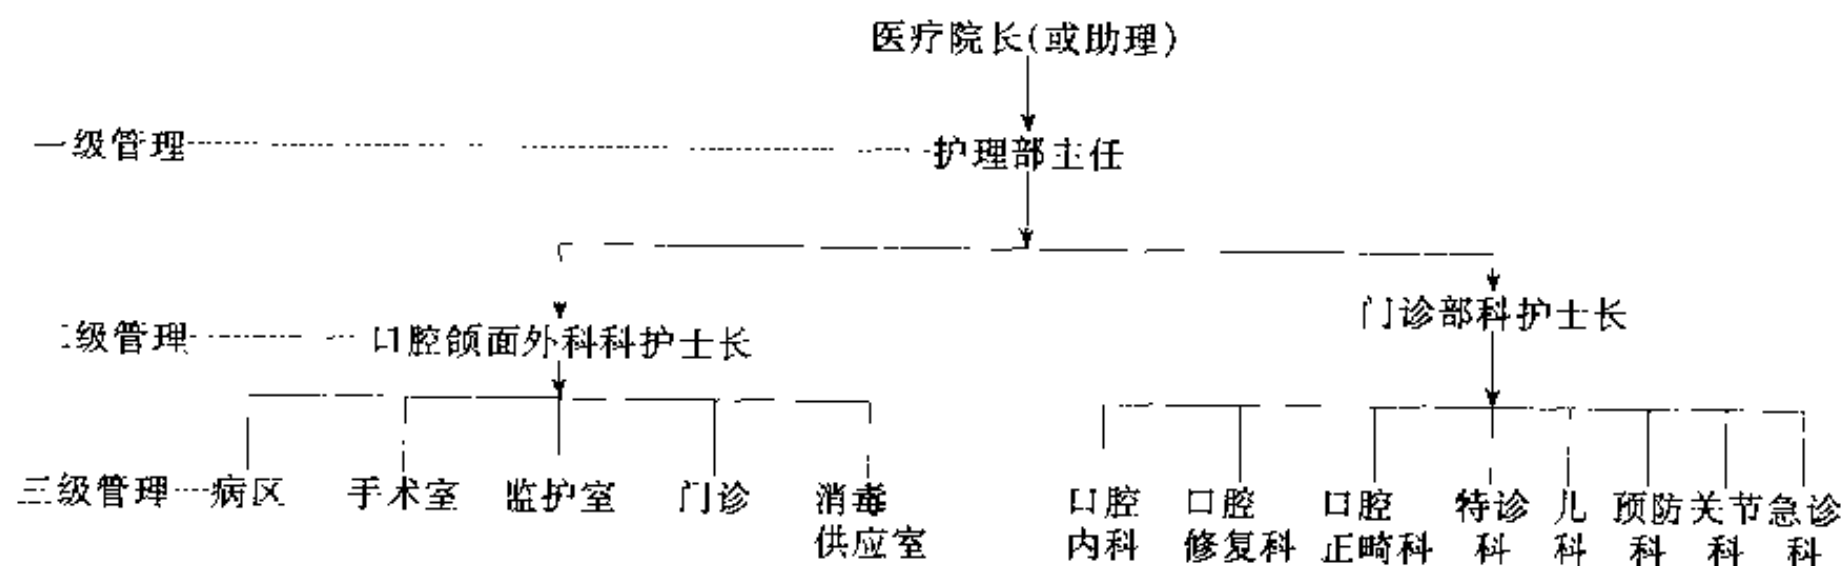 医疗院长(或助理)
一级管理
护理部主任
二级管理
口腔颌面外科科护士长
门诊部科护士长
三级管理
病区
手术室
监护室
门诊
消毒
供应室
口腔
内科
口腔
修复科
口腔
正畸科
特诊
科
儿
科
预防
科
关节
科
急诊
科